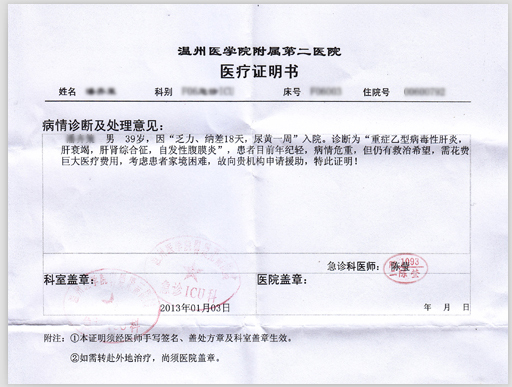 温州医学院附属第二医院
医疗证明书
姓名 科别 床号 住院号
病情诊断及处理意见:
男 39岁,因“乏力、纳差18天,尿黄一周”入院。诊断为“重症乙型病毒性肝炎,
肝衰竭,肝肾综合征,自发性腹膜炎”,患者目前年纪轻,病情危重,但仍有救治希望,需花费
巨大医疗费用,考虑患者家境困难,故向贵机构申请援助,特此证明!
急诊科医师:
1093
科室盖章: 医院盖章:
急诊ICU
2013年01月03日 年 月 日
附注:①本证明须经医师手写签名、盖处方章及科室盖章生效。
②如需转赴外地治疗,尚须医院盖章。